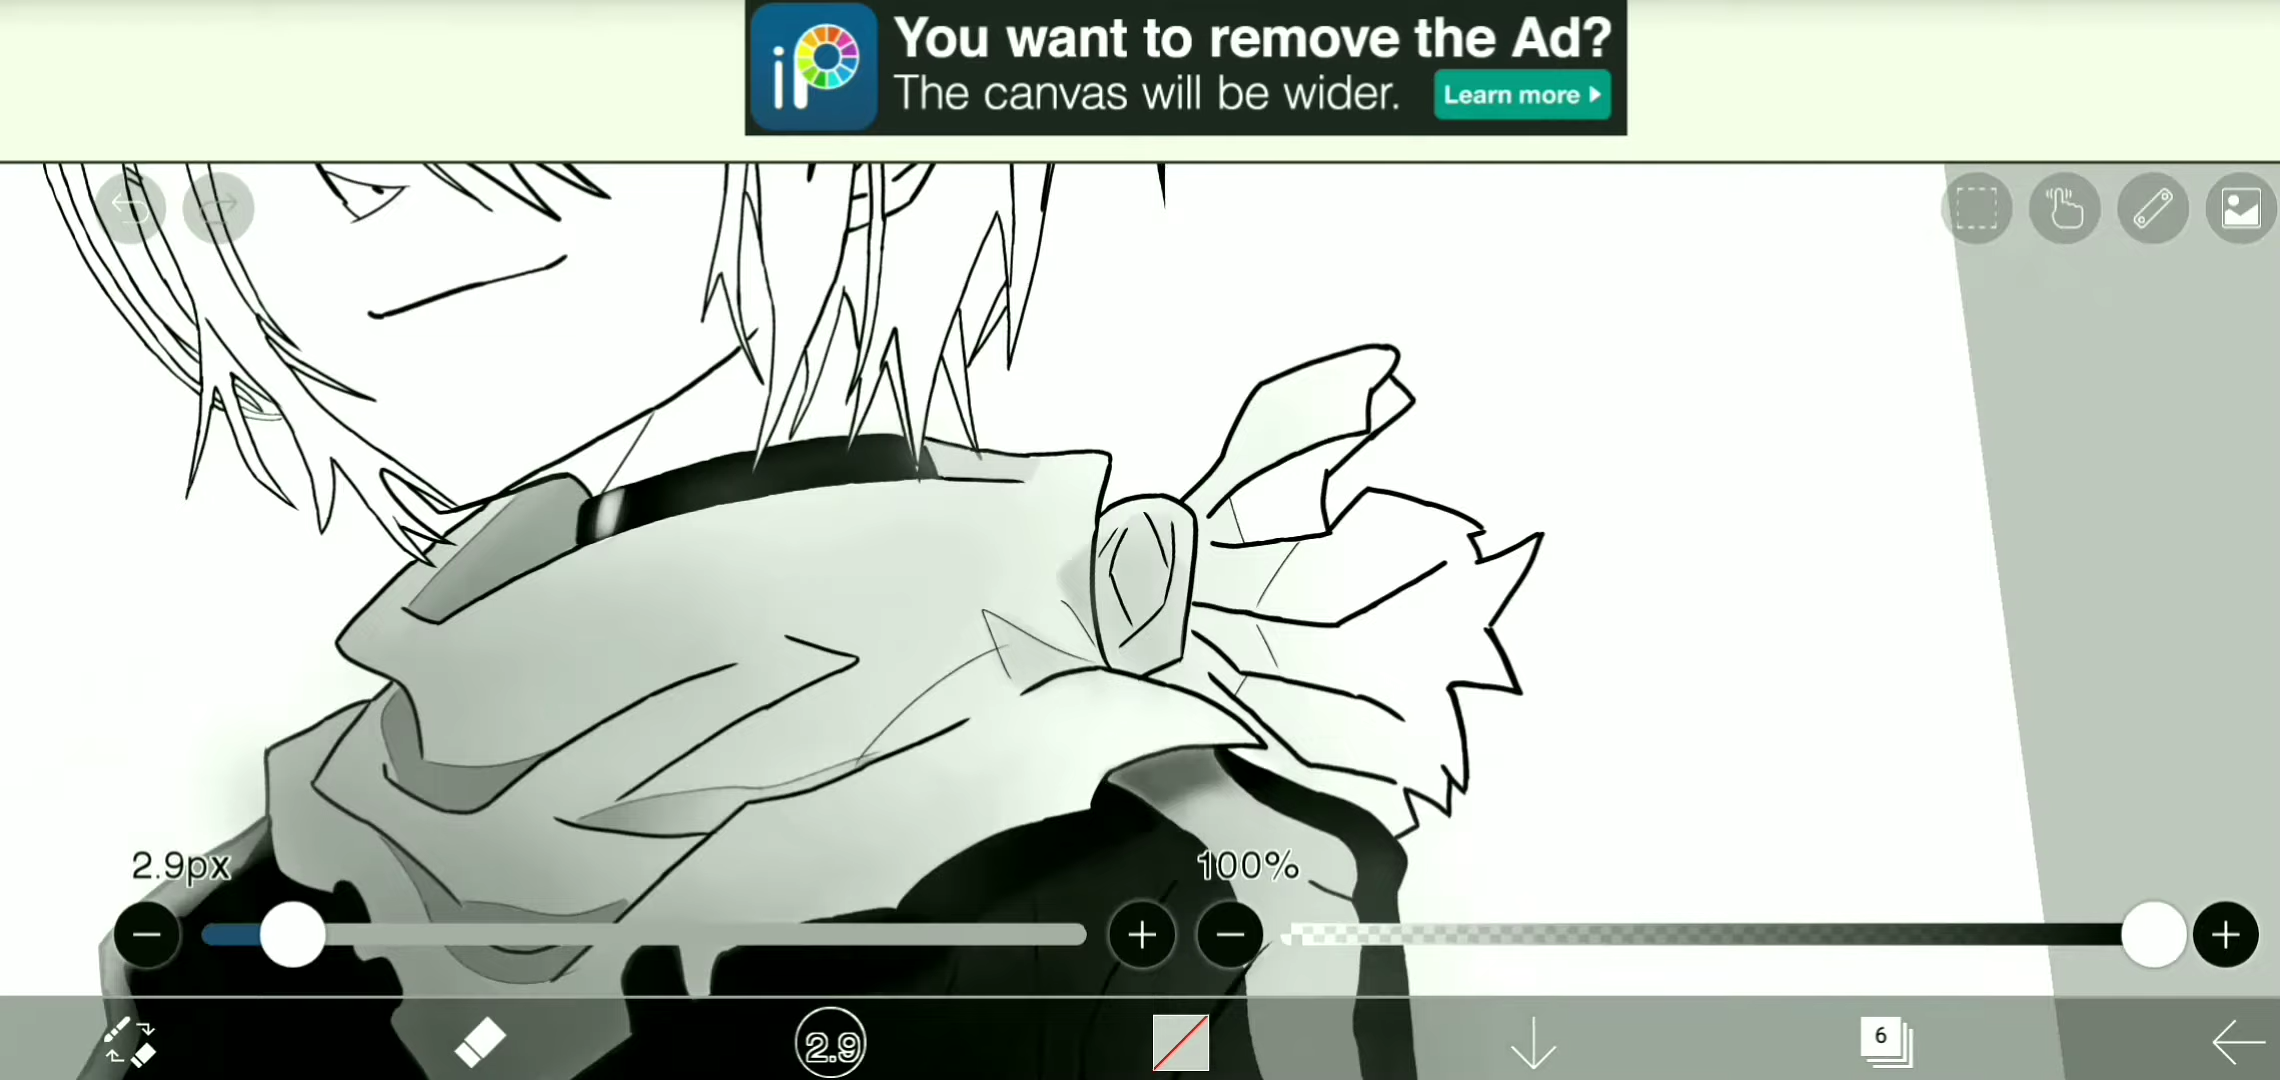 iP
You want to remove the Ad?
The canvas will be wider.
Learn more
2.9px
100%
2.9
6